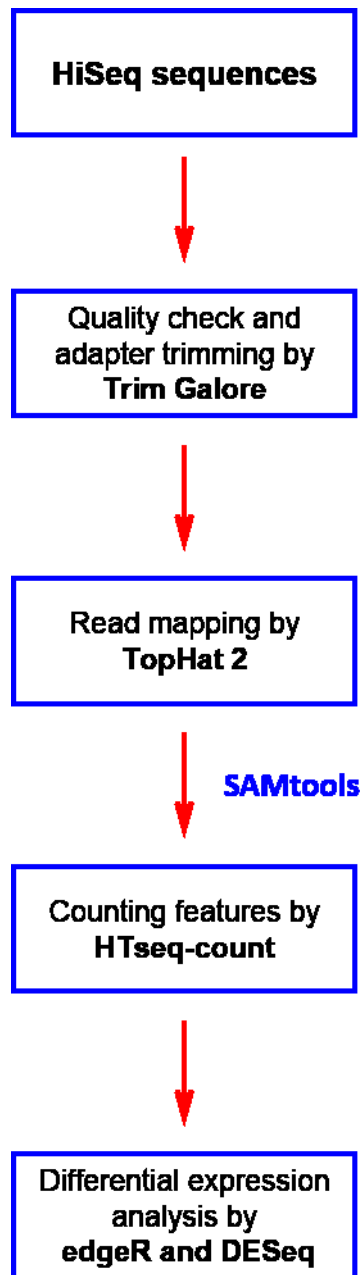 HiSeq sequences
Quality check and
adapter trimming by
Trim Galore
Read mapping by
TopHat 2
SAMtools
Counting features by
HTseq-count
Differential expression
analysis by
edgeR and DESeq